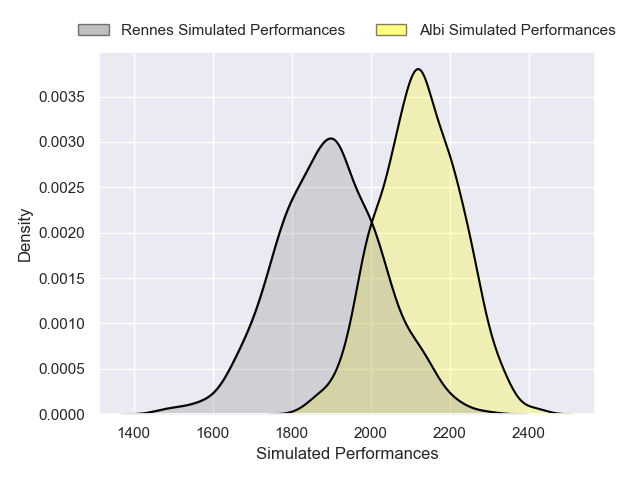 Rennes Simulated Performances Albi Simulated Performances
0.0035
0.0030
0.0025
0.0020
0.0015
0.0010
0.0005
0.0000
Density
1400 1600 1800 2000 2200 2400
Simulated Performances